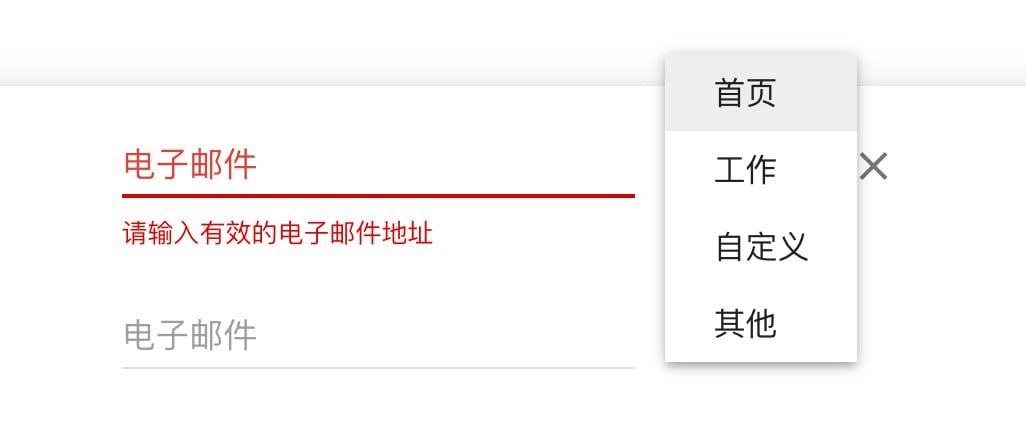 首页
电子邮件
工作
请输入有效的电子邮件地址
自定义
电子邮件
其他